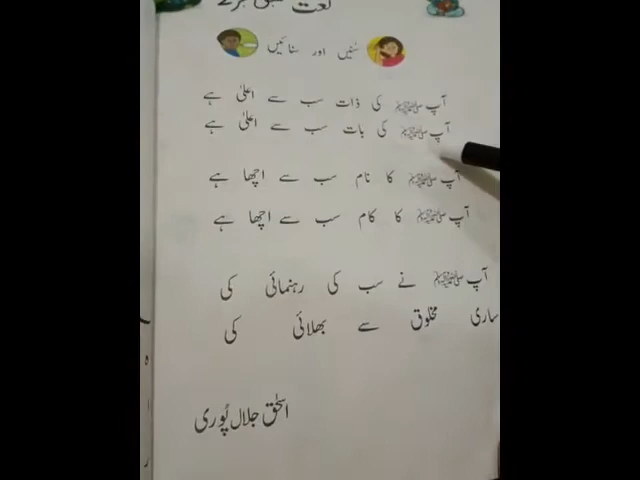 نعت
سُنیں اور سنائیں
آپ ﷺ کی ذات سب سے اعلیٰ ہے
آپ ﷺ کی بات سب سے اعلیٰ ہے
آپ ﷺ کا نام سب سے اچھا ہے
آپ ﷺ کا کام سب سے اچھا ہے
آپ ﷺ نے سب کی رہنمائی کی
ساری مخلوق سے بھلائی کی
اسحٰق جلال پُوری